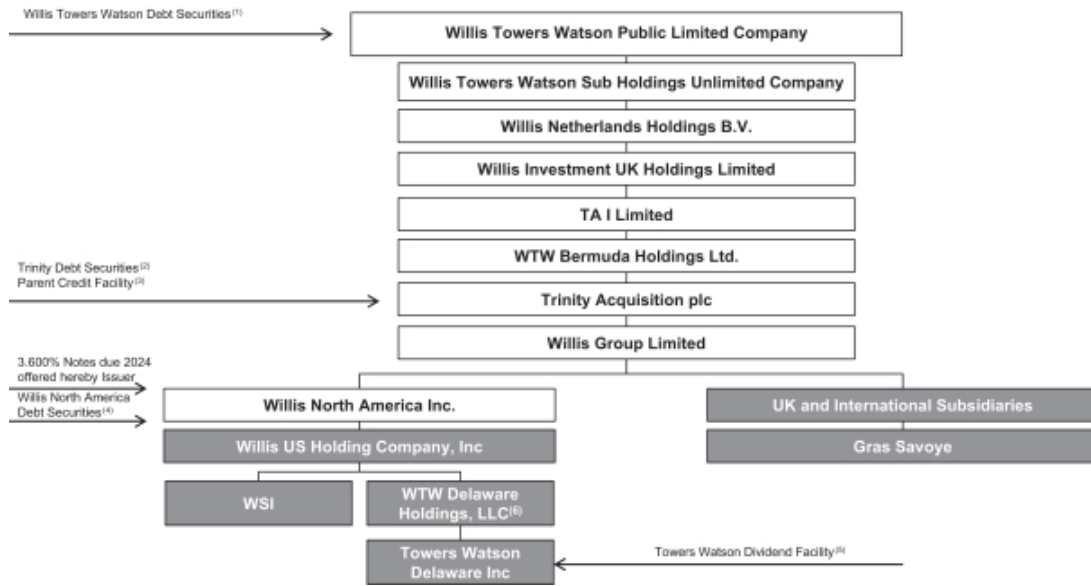 Willis Towers Watson Debt Securities(1)
Willis Towers Watson Public Limited Company
Willis Towers Watson Sub Holdings Unlimited Company
Willis Netherlands Holdings B.V.
Willis Investment UK Holdings Limited
TA I Limited
WTW Bermuda Holdings Ltd.
Trinity Debt Securities(2)
Parent Credit Facility(3)
Trinity Acquisition plc
Willis Group Limited
3.600% Notes due 2024
offered hereby Issuer
Willis North America
Debt Securities(4)
Willis North America Inc.
UK and International Subsidiaries
Willis US Holding Company, Inc
Gras Savoye
WSI
WTW Delaware
Holdings, LLC(6)
Towers Watson
Delaware Inc
Towers Watson Dividend Facility(5)